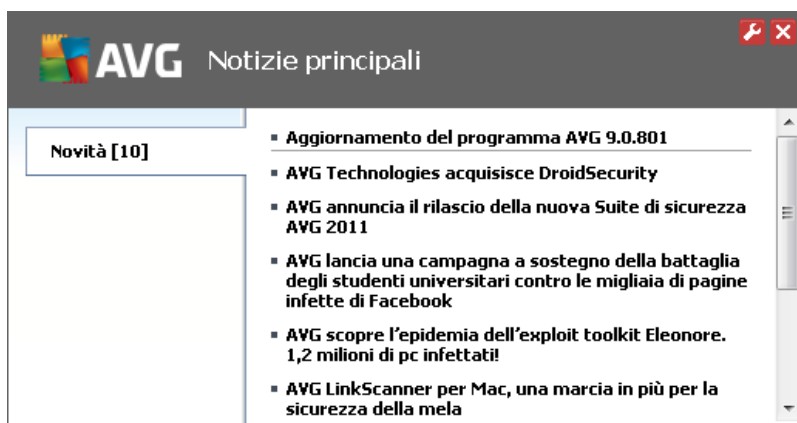 AVG Notizie principali
Novità [10]
Aggiornamento del programma AVG 9.0.801
AVG Technologies acquisisce DroidSecurity
AVG annuncia il rilascio della nuova Suite di sicurezza
AVG 2011
AVG lancia una campagna a sostegno della battaglia
degli studenti universitari contro le migliaia di pagine
infette di Facebook
AVG scopre l'epidemia dell'exploit toolkit Eleonore.
1,2 milioni di pc infettati!
AVG LinkScanner per Mac, una marcia in più per la
sicurezza della mela